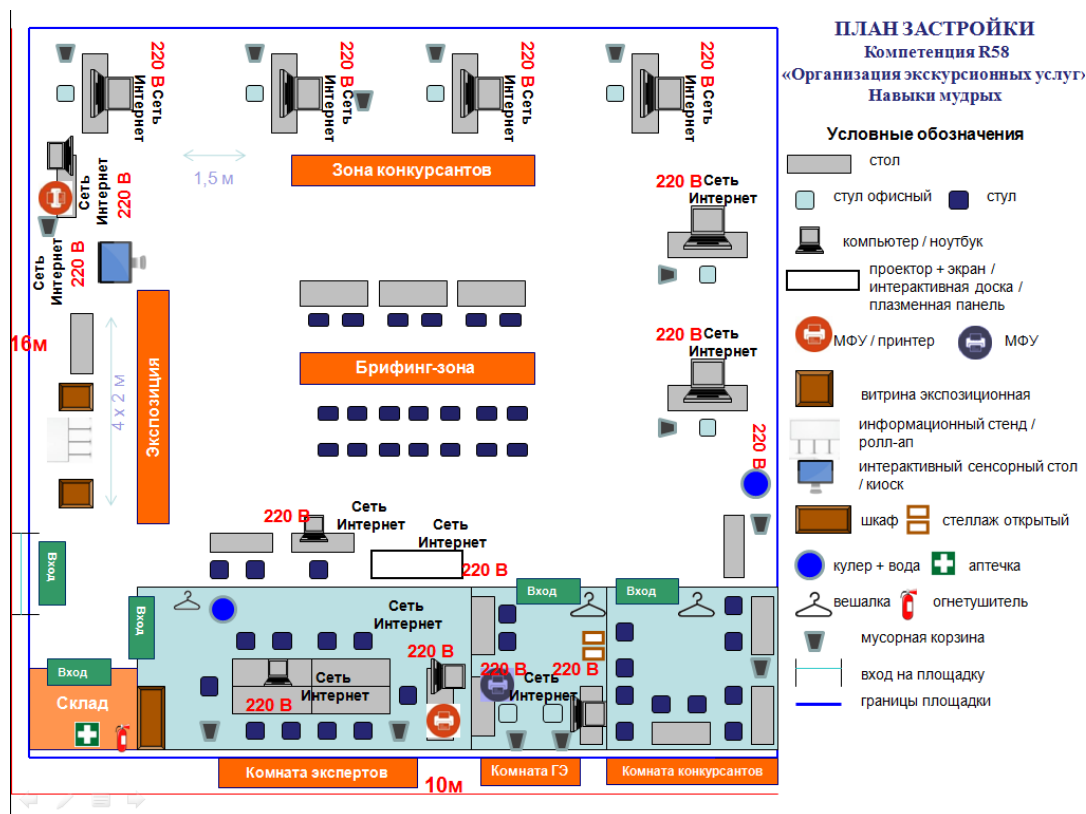 ПЛАН ЗАСТРОЙКИ
Компетенция R58
«Организация экскурсионных услуг»
Навыки мудрых
Условные обозначения
стол
стул офисный
стул
компьютер / ноутбук
проектор + экран /
интерактивная доска /
плазменная панель
МФУ / принтер
МФУ
витрина экспозиционная
информационный стенд /
ролл-ап
интерактивный сенсорный стол
/ киоск
шкаф
стеллаж открытый
кулер + вода
аптечка
вешалка
огнетушитель
мусорная корзина
вход на площадку
границы площадки
220 В
Сеть
Интернет
220 В
Сеть
Интернет
220 В
Сеть
Интернет
220 В
Сеть
Интернет
1,5 м
Зона конкурсантов
Сеть
Интернет
220 В
Сеть
Интернет
220 В
220 В Сеть
Интернет
16м
4 х 2 м
Экспозиция
Брифинг-зона
220 В Сеть
Интернет
220 В
220 В
Сеть
Интернет
Сеть
Интернет
220 В
Вход
Вход
Вход
Вход
Вход
Склад
Сеть
Интернет
220 В
Сеть
Интернет
220 В
220 В
220 В
Сеть
Интернет
Комната экспертов
Комната ГЭ
Комната конкурсантов
10м